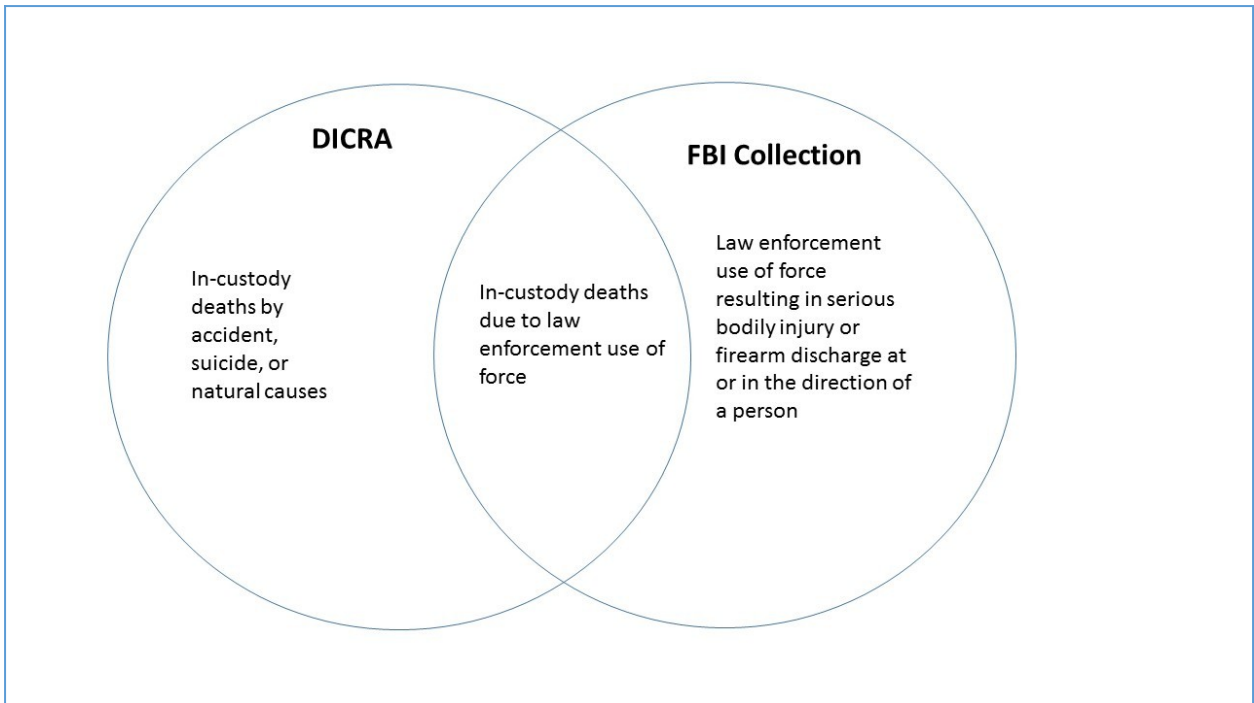 DICRA
In-custody
deaths by
accident,
suicide, or
natural causes
In-custody deaths
due to law
enforcement use of
force
FBI Collection
Law enforcement
use of force
resulting in serious
bodily injury or
firearm discharge at
or in the direction of
a person